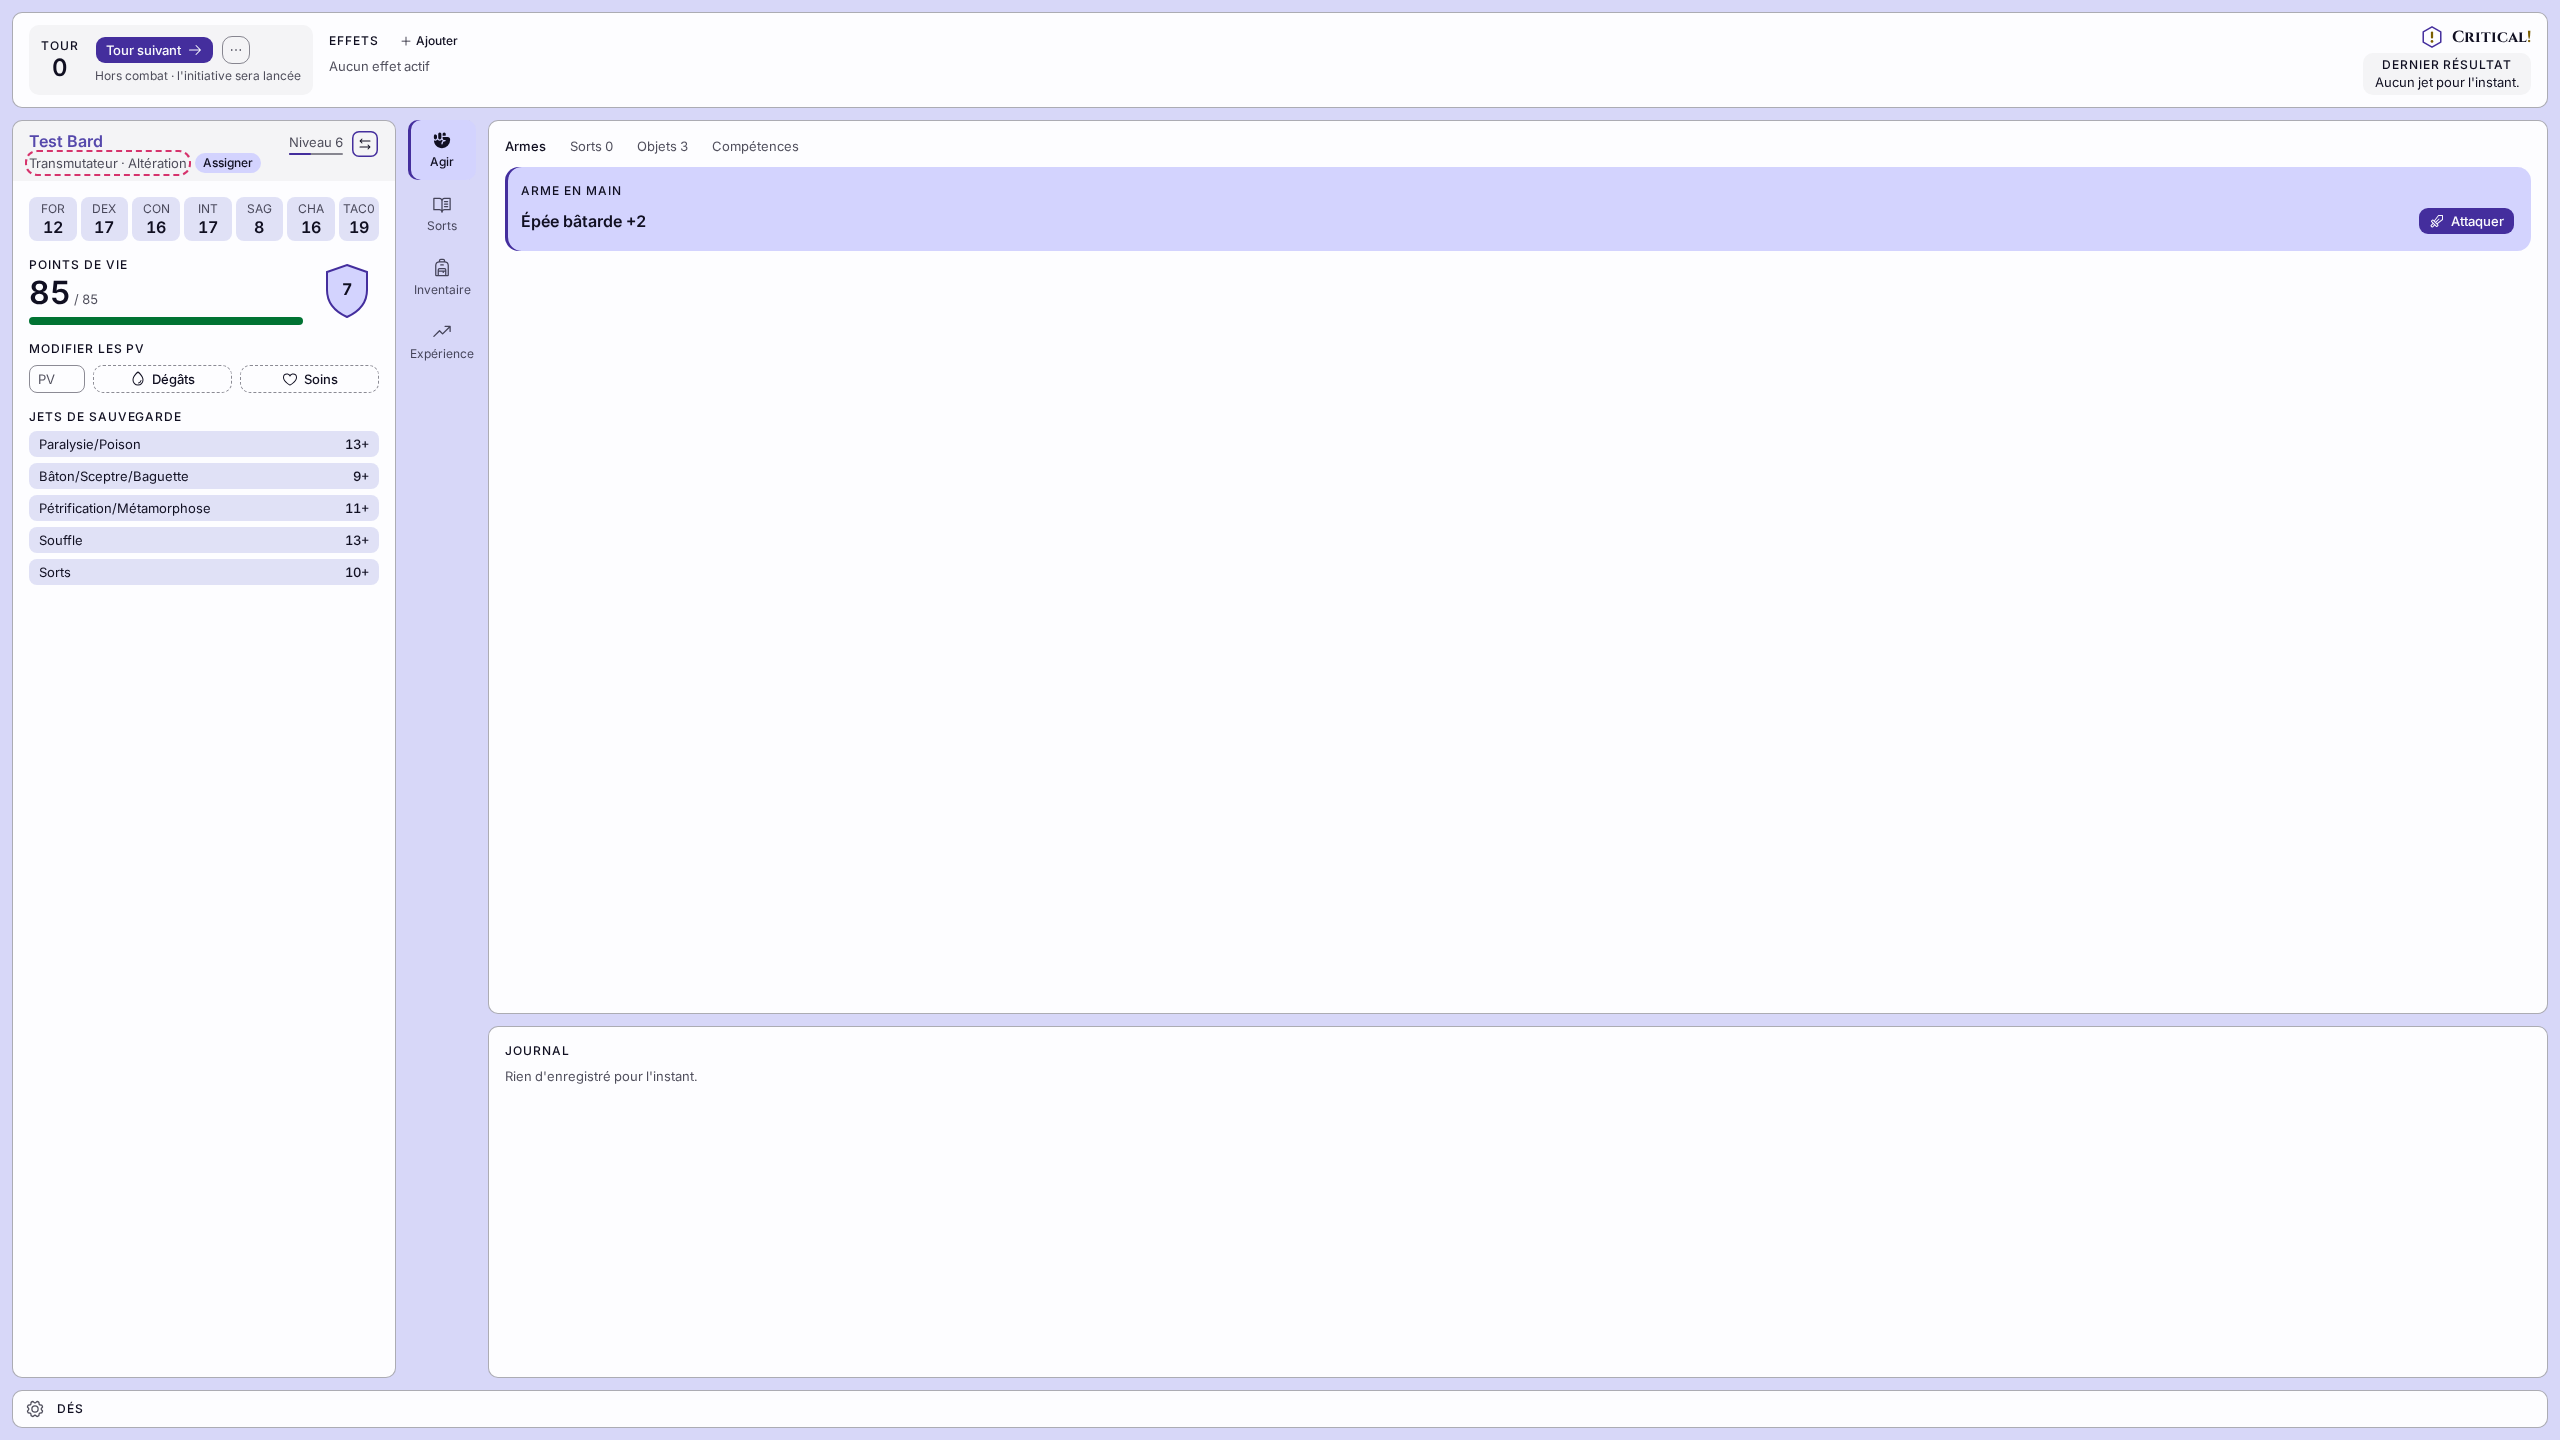 TOUR
0
Tour suivant
Hors combat · l'initiative sera lancée
EFFETS
Ajouter
Aucun effet actif
CRITICAL!
DERNIER RÉSULTAT
Aucun jet pour l'instant.
Test Bard
Niveau 6
Transmutateur · Altération
Assigner
FOR
12
DEX
17
CON
16
INT
17
SAG
8
CHA
16
TAC0
19
POINTS DE VIE
85 / 85
7
MODIFIER LES PV
PV
Dégâts
Soins
JETS DE SAUVEGARDE
Paralysie/Poison 13+
Bâton/Sceptre/Baguette 9+
Pétrification/Métamorphose 11+
Souffle 13+
Sorts 10+
Agir
Sorts
Inventaire
Expérience
Armes Sorts 0 Objets 3 Compétences
ARME EN MAIN
Épée bâtarde +2
Attaquer
JOURNAL
Rien d'enregistré pour l'instant.
DÉS